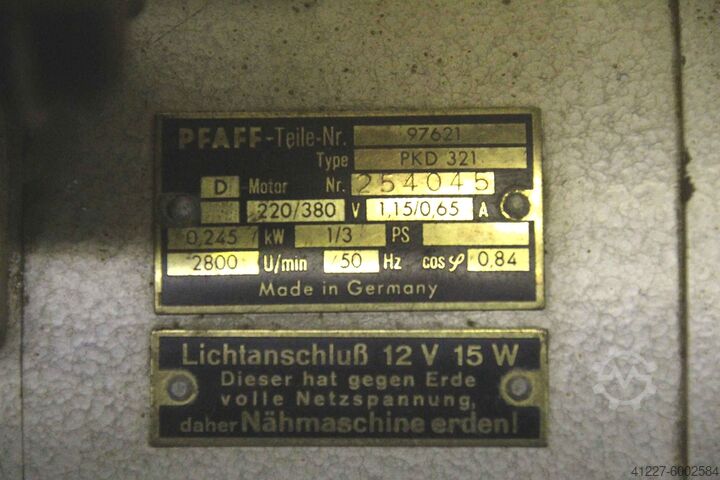 PFAFF-Teile-Nr. 97621
Type PKD 321
D -Motor Nr. 254045
220/380 V 1,15/0,65 A
0,245 kW 1/3 PS
2800 U/min 50 Hz cos φ 0,84
Made in Germany
Lichtanschluß 12 V 15 W
Dieser hat gegen Erde
volle Netzspannung,
daher Nähmaschine erden!
41227-6002584